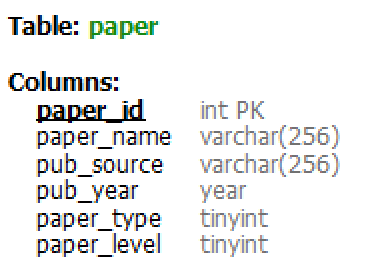 Table: paper
Columns:
paper_id int PK
paper_name varchar(256)
pub_source varchar(256)
pub_year year
paper_type tinyint
paper_level tinyint